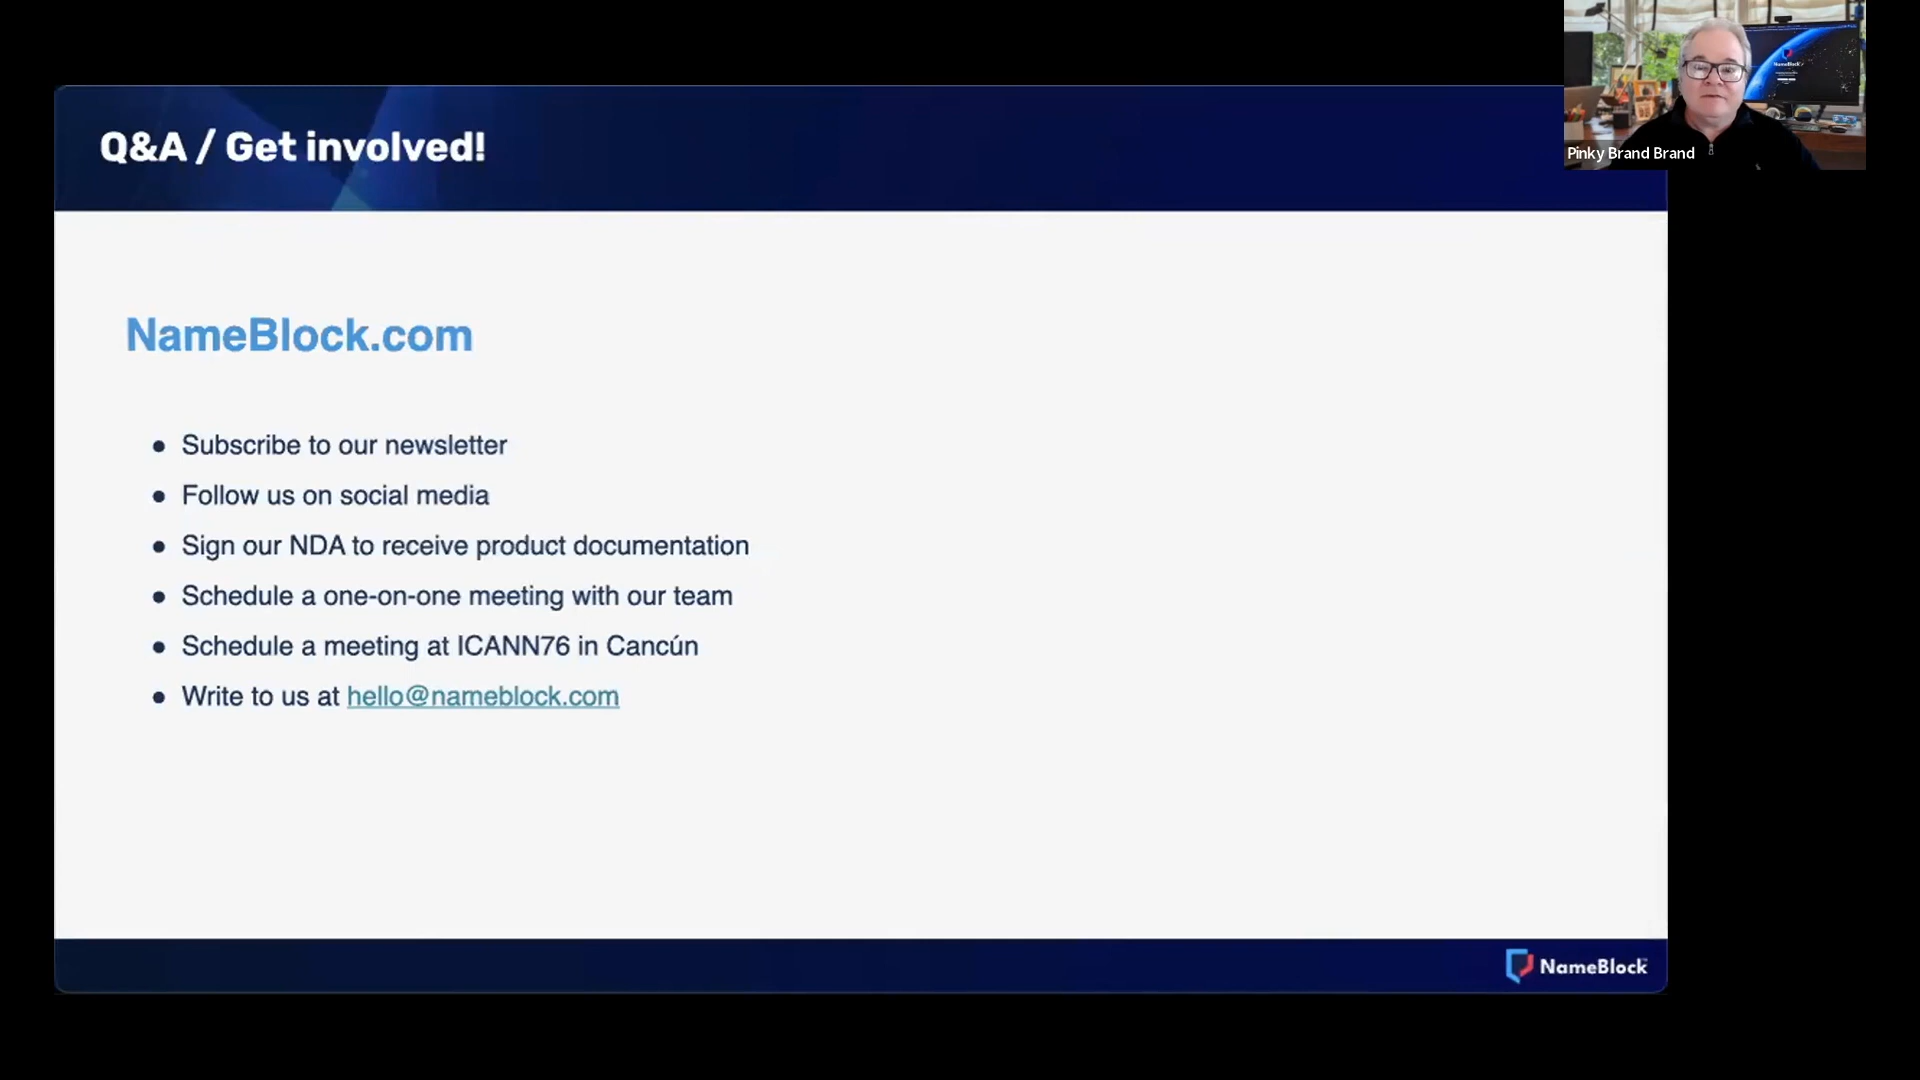 Q&A / Get involved!
Pinky Brand Brand
NameBlock.com
● Subscribe to our newsletter
● Follow us on social media
● Sign our NDA to receive product documentation
● Schedule a one-on-one meeting with our team
● Schedule a meeting at ICANN76 in Cancún
● Write to us at hello@nameblock.com
NameBlock™